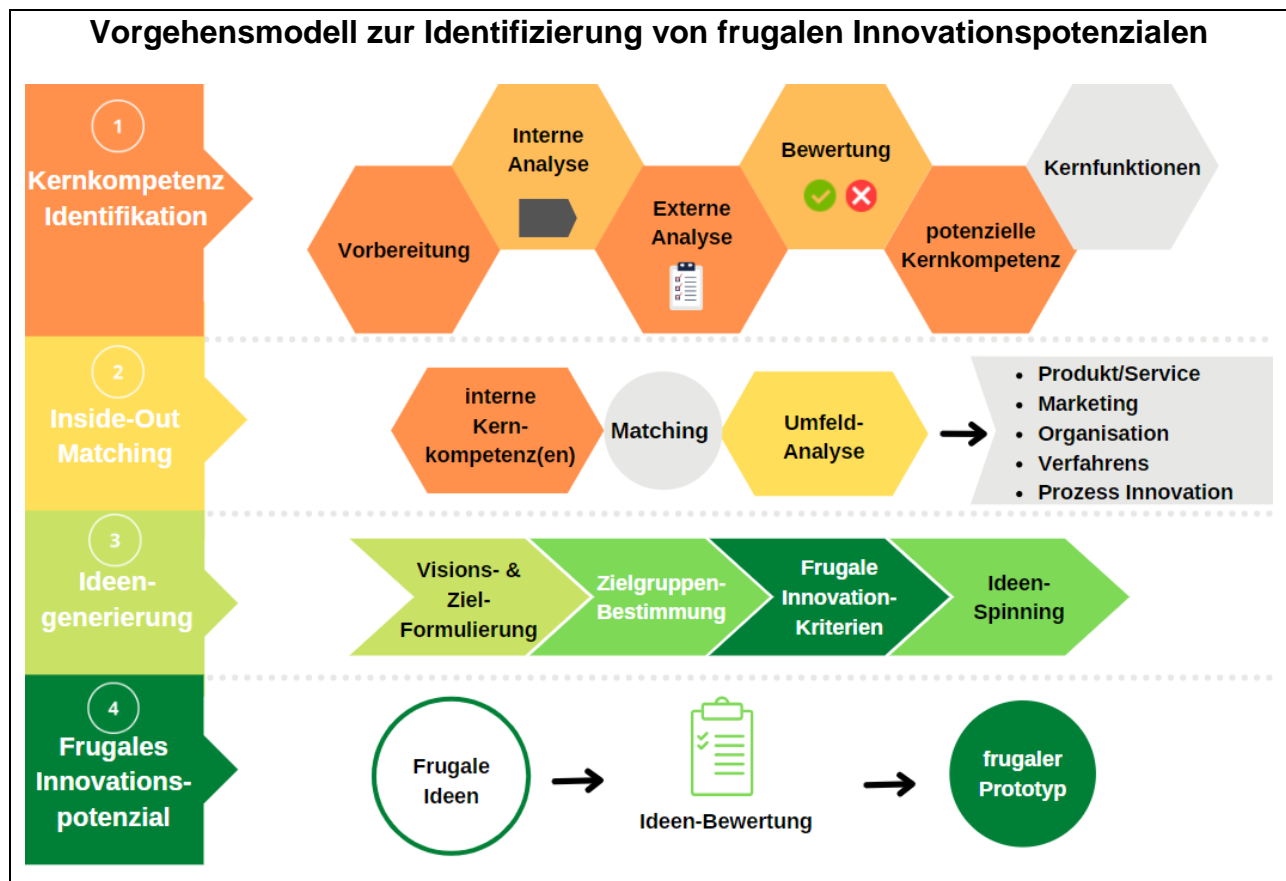 Vorgehensmodell zur Identifizierung von frugalen Innovationspotenzialen
1
Kernkompetenz
Identifikation
Vorbereitung
Interne
Analyse
Externe
Analyse
Bewertung
potenzielle
Kernkompetenz
Kernfunktionen
2
Inside-Out
Matching
interne
Kern-
kompetenz(en)
Matching
Umfeld-
Analyse
• Produkt/Service
• Marketing
• Organisation
• Verfahrens
• Prozess Innovation
3
Ideen-
generierung
Visions- &
Ziel-
Formulierung
Zielgruppen-
Bestimmung
Frugale
Innovation-
Kriterien
Ideen-
Spinning
4
Frugales
Innovations-
potenzial
Frugale
Ideen
Ideen-Bewertung
frugaler
Prototyp